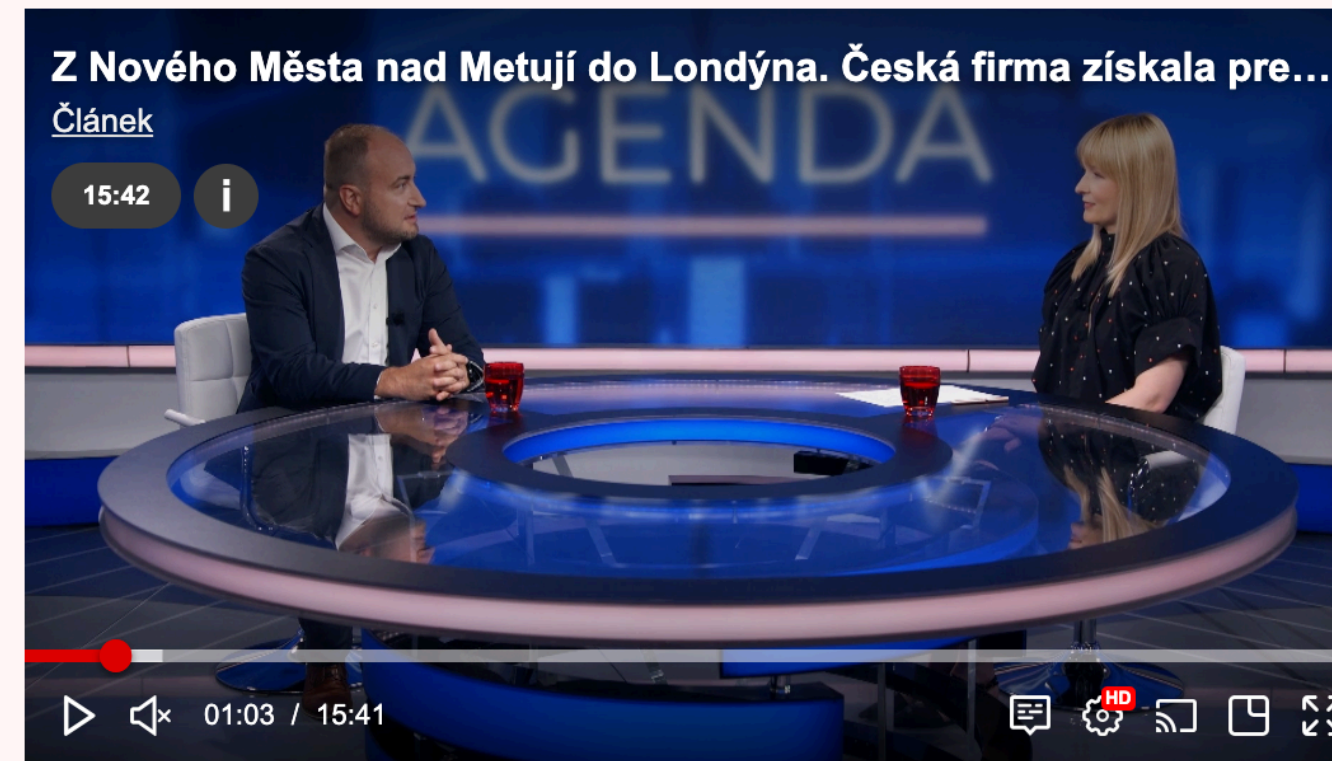 Z Nového Města nad Metují do Londýna. Česká firma získala pre...
Článek
AGENDA
15:42 i
HD
01:03 / 15:41